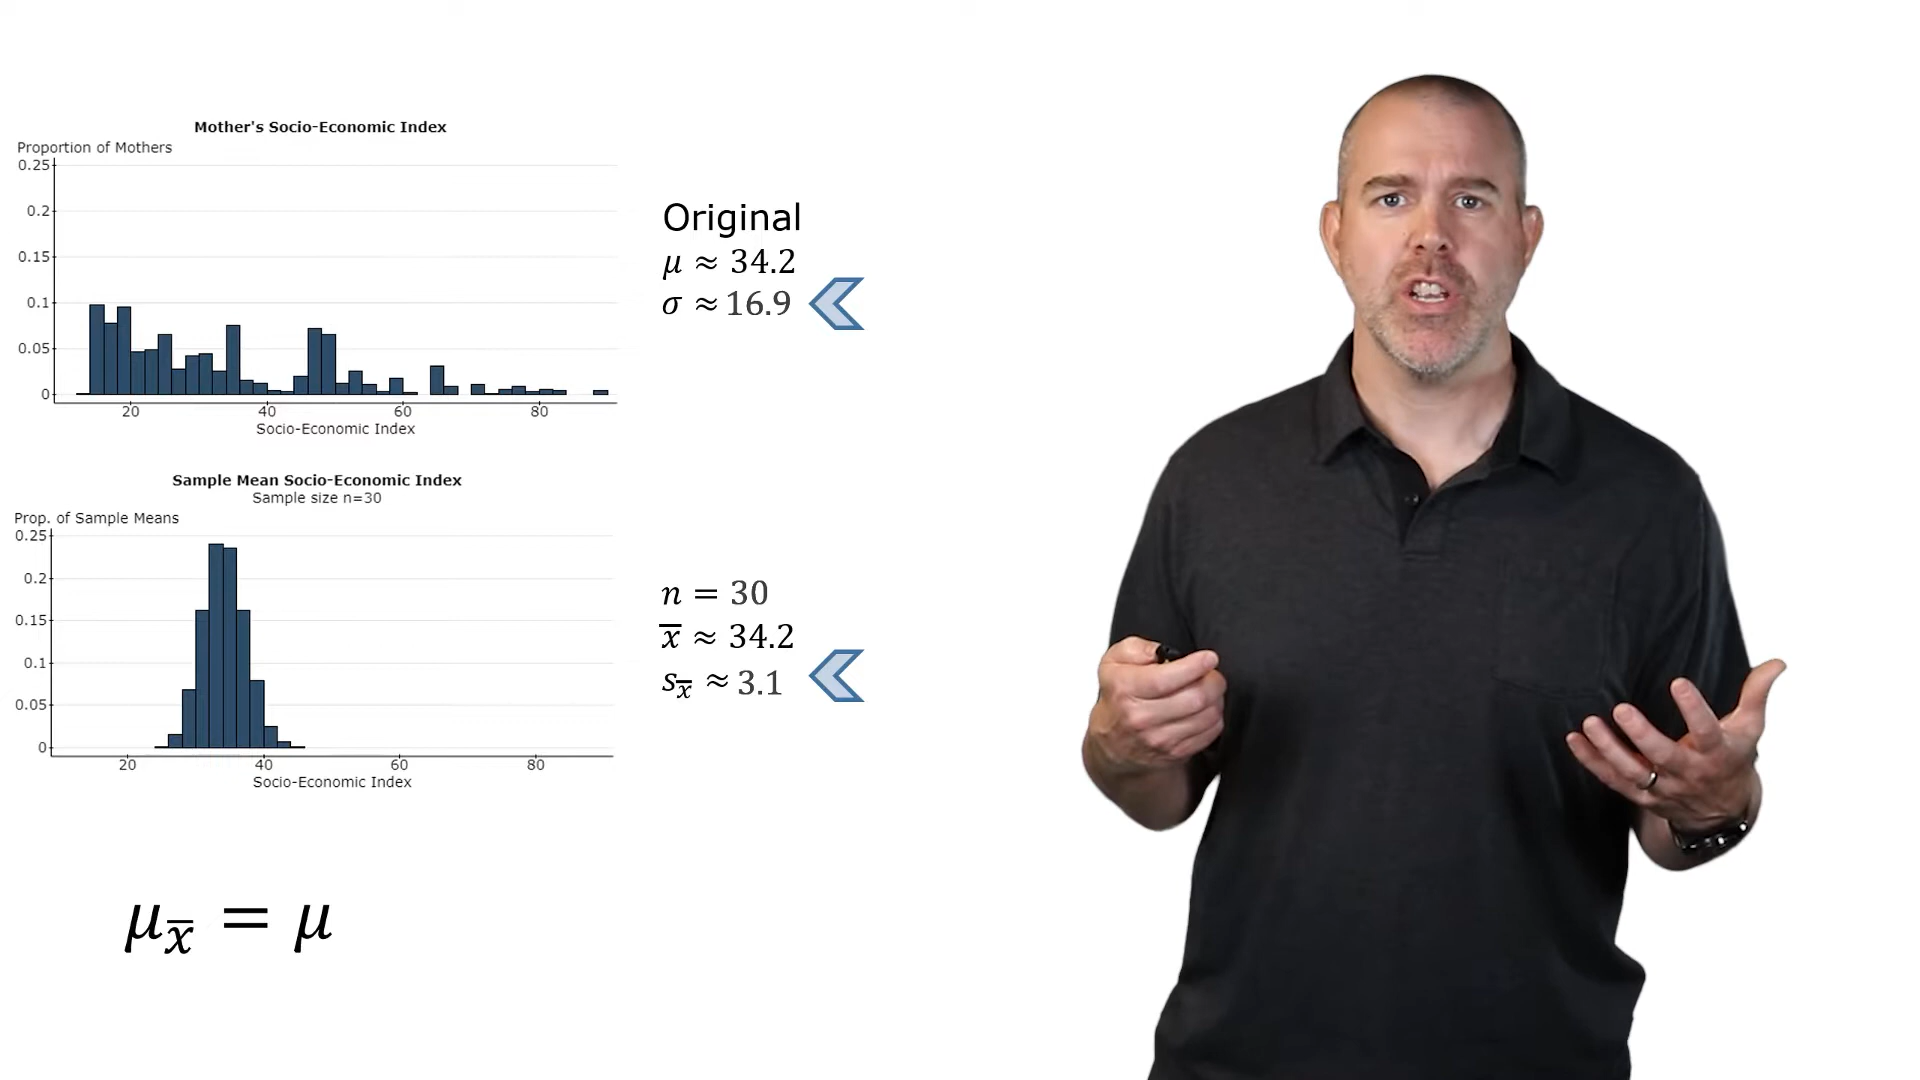 Mother's Socio-Economic Index
Proportion of Mothers
0.25
0.2
0.15
0.1
0.05
0
20 40 60 80
Socio-Economic Index
Original
μ ≈ 34.2
σ ≈ 16.9
Sample Mean Socio-Economic Index
Sample size n=30
Prop. of Sample Means
0.25
0.2
0.15
0.1
0.05
0
20 40 60 80
Socio-Economic Index
n = 30
x̅ ≈ 34.2
s_x̅ ≈ 3.1
μ_x̅ = μ